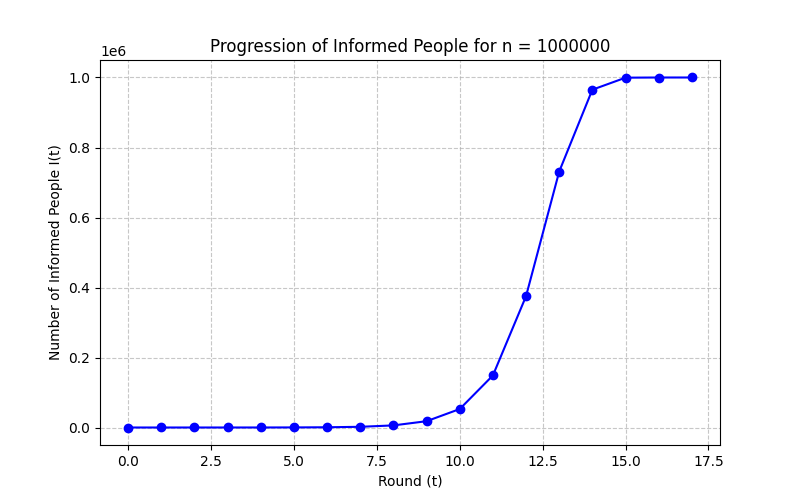 Progression of Informed People for n = 1000000
1e6
1.0
0.8
0.6
0.4
0.2
0.0
Number of Informed People I(t)
0.0 2.5 5.0 7.5 10.0 12.5 15.0 17.5
Round (t)